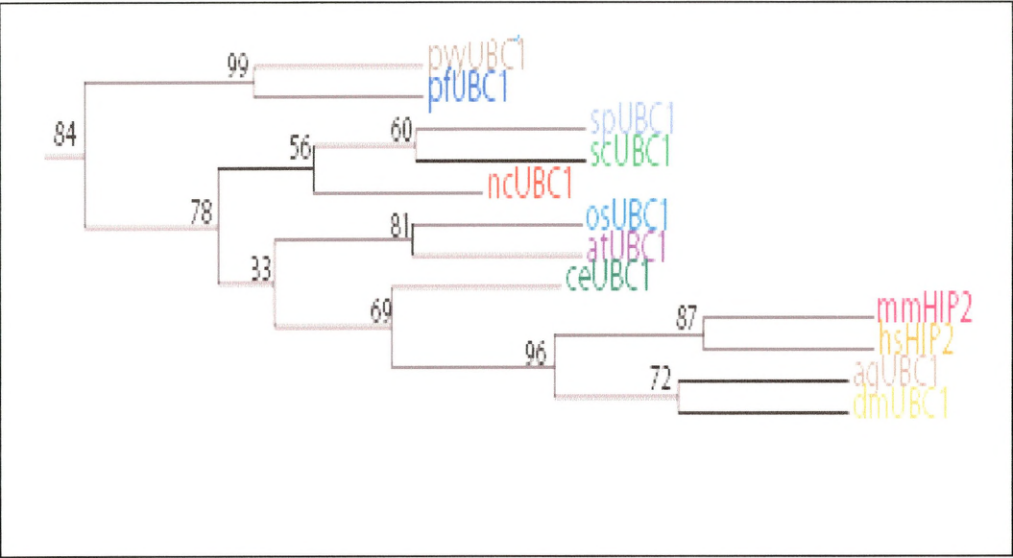 pyyUBC1
99
pfUBC1
spUBC1
84
60
56
scUBC1
ncUBC1
78
osUBC1
81
atUBC1
33
ceUBC1
69
mmHIP2
87
hsHIP2
96
agUBC1
72
dmUBC1